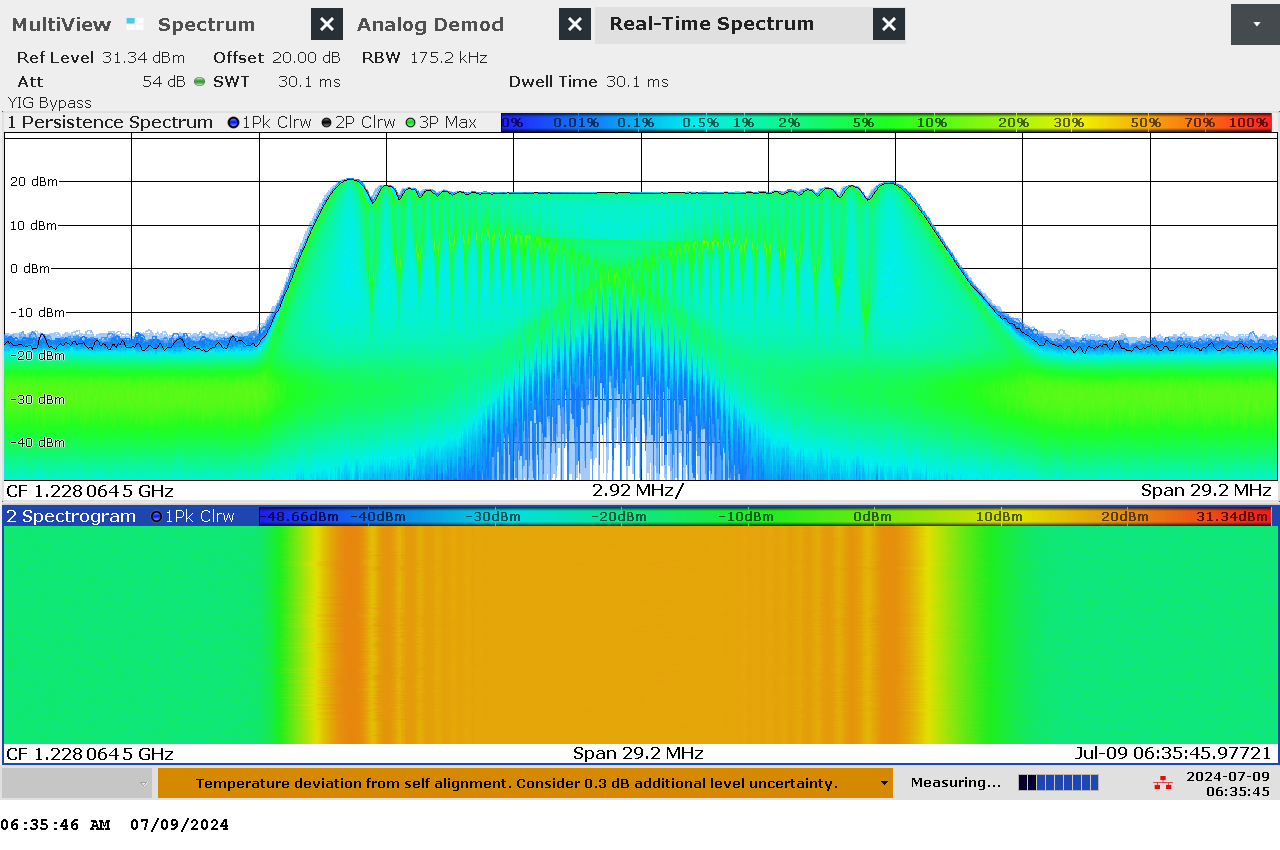 MultiView Spectrum Analog Demod Real-Time Spectrum
Ref Level 31.34 dBm Offset 20.00 dB RBW 175.2 kHz
Att 54 dB SWT 30.1 ms Dwell Time 30.1 ms
YIG Bypass
1 Persistence Spectrum 1Pk Clrw 2P Clrw 3P Max 0% 0.01% 0.1% 0.5% 1% 2% 5% 10% 20% 30% 50% 70% 100%
20 dBm
10 dBm
0 dBm
-10 dBm
-20 dBm
-30 dBm
-40 dBm
CF 1.228 064 5 GHz 2.92 MHz/ Span 29.2 MHz
2 Spectrogram 1Pk Clrw -48.66dBm -40dBm -30dBm -20dBm -10dBm 0dBm 10dBm 20dBm 31.34dBm
CF 1.228 064 5 GHz Span 29.2 MHz Jul-09 06:35:45.97721
Temperature deviation from self alignment. Consider 0.3 dB additional level uncertainty. Measuring... 2024-07-09
06:35:45
06:35:46 AM 07/09/2024